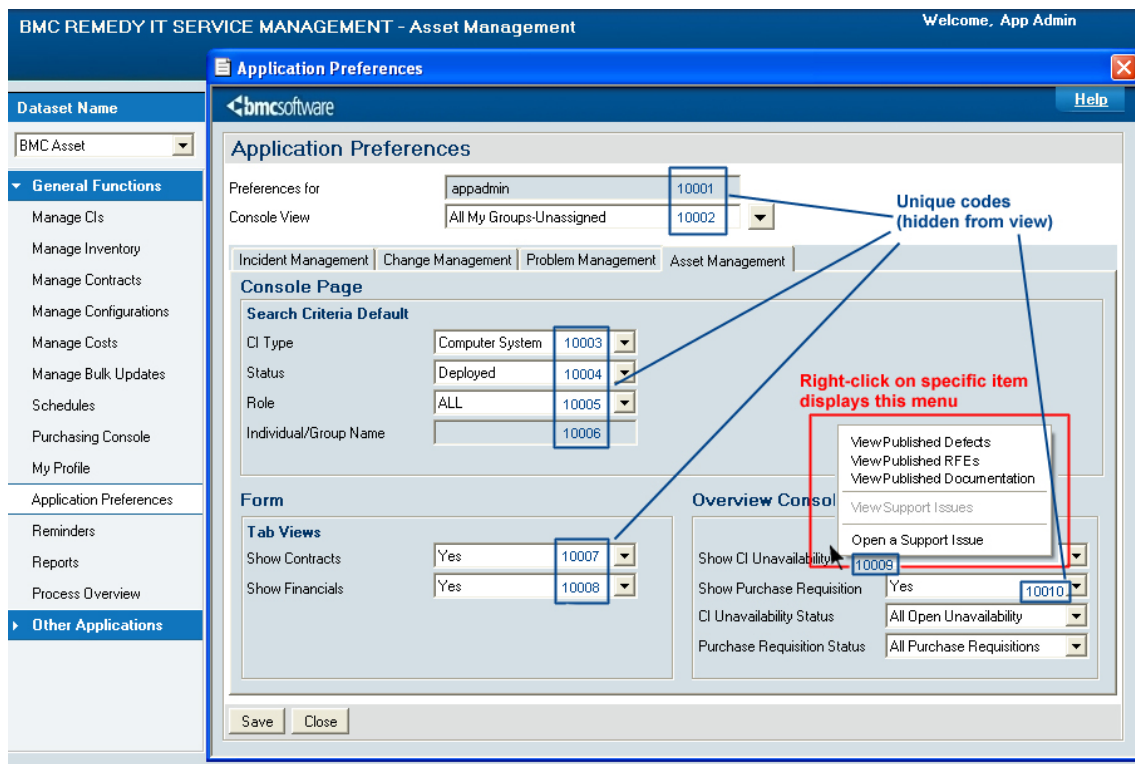 BMC REMEDY IT SERVICE MANAGEMENT - Asset Management
Welcome, App Admin
Application Preferences
Dataset Name
<bmcsoftware
Help
BMC Asset
Application Preferences
General Functions
Preferences for
appadmin
10001
Unique codes
(hidden from view)
Manage CIs
Console View
All My Groups-Unassigned
10002
Manage Inventory
Incident Management
Change Management
Problem Management
Asset Management
Manage Contracts
Console Page
Manage Configurations
Search Criteria Default
Manage Costs
CI Type
Computer System
10003
Manage Bulk Updates
Status
Deployed
10004
Right-click on specific item
displays this menu
Schedules
Role
ALL
10005
Purchasing Console
Individual/Group Name
10006
View Published Defects
View Published RFEs
View Published Documentation
View Support Issues
Open a Support Issue
My Profile
Application Preferences
Form
Overview Consol
Reminders
Tab Views
Reports
Show Contracts
Yes
10007
Show CI Unavailability
10009
Process Overview
Show Financials
Yes
10008
Show Purchase Requisition
Yes
10010
Other Applications
CI Unavailability Status
All Open Unavailability
Purchase Requisition Status
All Purchase Requisitions
Save
Close